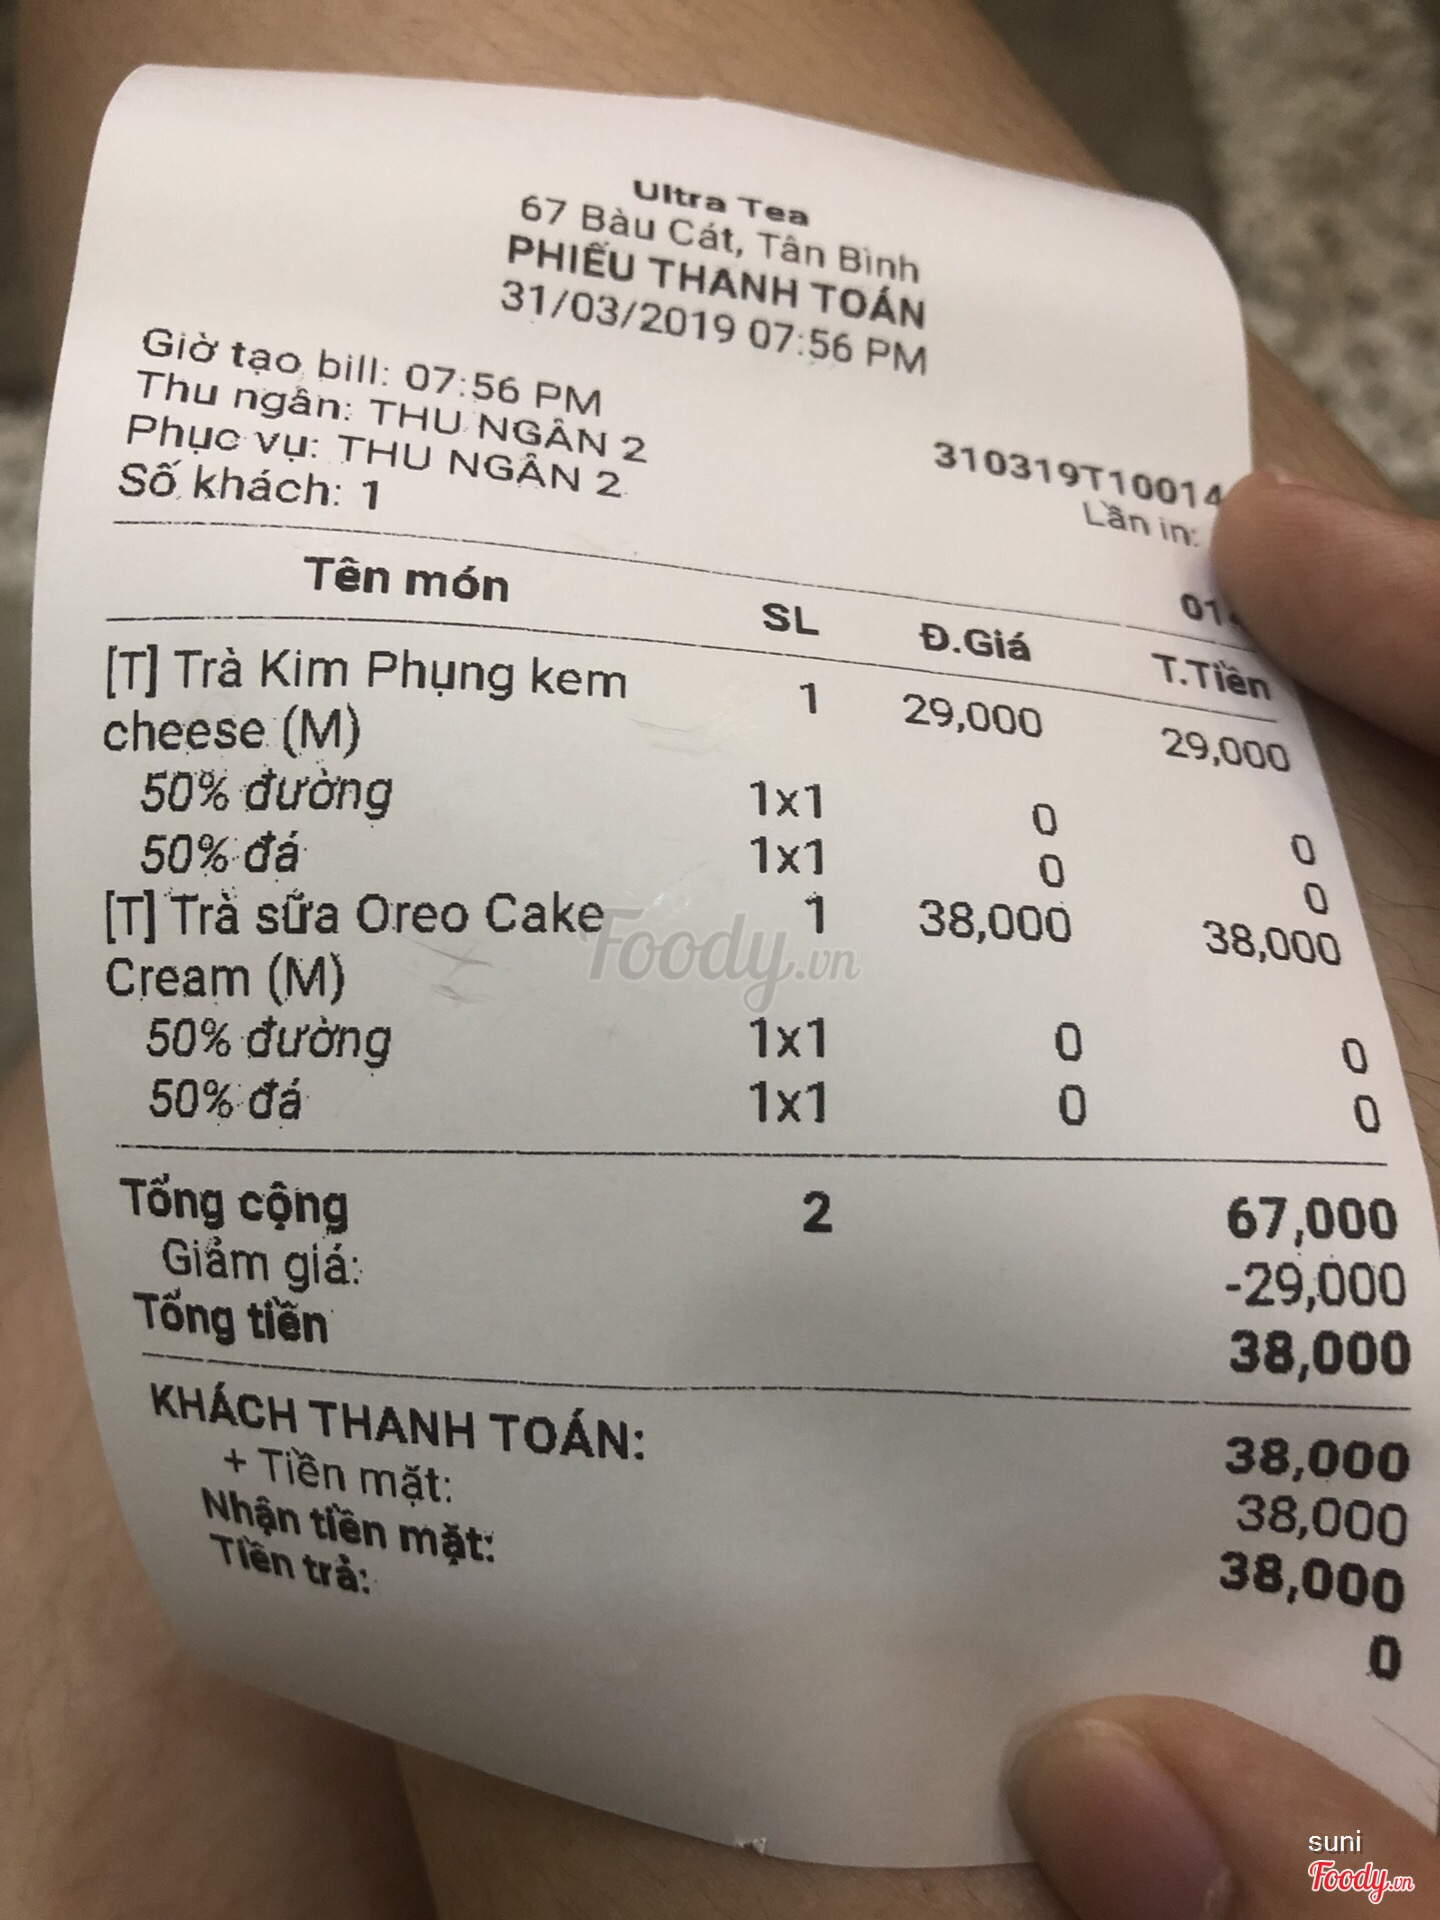 Ultra Tea
67 Bàu Cát, Tân Bình
PHIẾU THANH TOÁN
31/03/2019 07:56 PM
Giờ tạo bill: 07:56 PM
Thu ngân: THU NGÂN 2
Phục vụ: THU NGÂN 2
Số khách: 1
310319T10014
Lần in:
Tên món SL Đ.Giá T.Tiền
[T] Trà Kim Phụng kem 1 29,000 29,000
cheese (M)
50% đường 1x1 0 0
50% đá 1x1 0 0
[T] Trà sữa Oreo Cake 1 38,000 38,000
Cream (M)
50% đường 1x1 0 0
50% đá 1x1 0 0
Tổng cộng 2 67,000
Giảm giá: -29,000
Tổng tiền 38,000
KHÁCH THANH TOÁN: 38,000
+ Tiền mặt: 38,000
Nhận tiền mặt: 38,000
Tiền trả: 0
Foody.vn
suni
Foody.vn